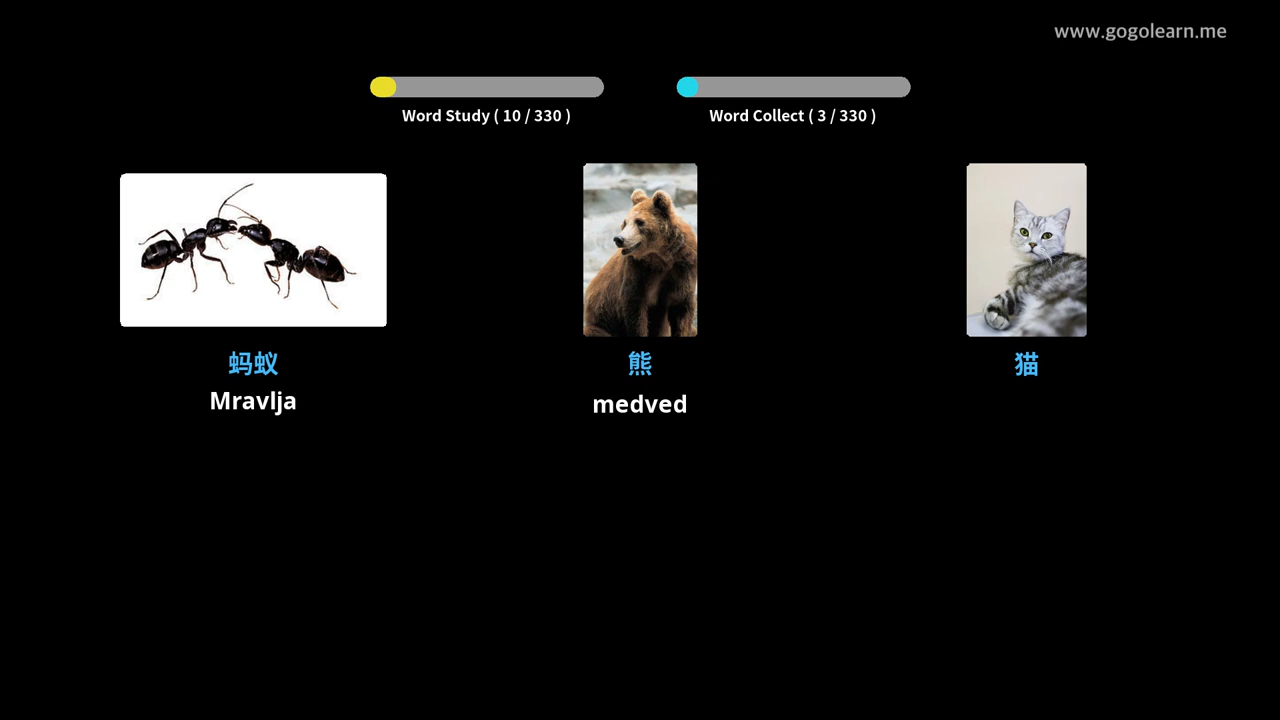 www.gogolearn.me
Word Study ( 10 / 330 )
Word Collect ( 3 / 330 )
蚂蚁
熊
猫
Mravlja
medved